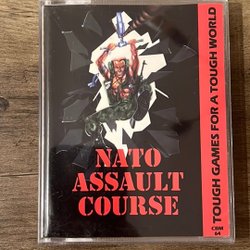 NATO
ASSAULT
COURSE
TOUGH GAMES FOR A TOUGH WORLD
CBM
64